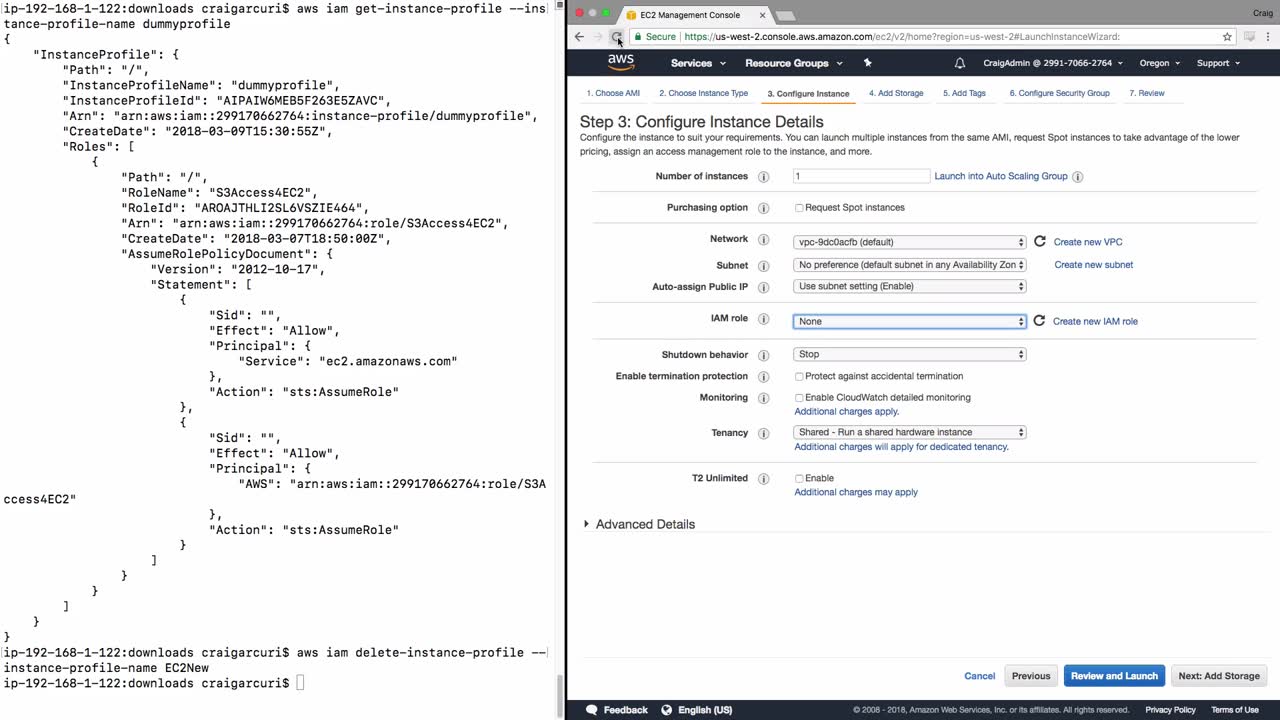 ip-192-168-1-122:downloads craigarcuri$ aws iam get-instance-profile --ins
tance-profile-name dummyprofile
{
    "InstanceProfile": {
        "Path": "/",
        "InstanceProfileName": "dummyprofile",
        "InstanceProfileId": "AIPAIW6MEB5F263E5ZAVC",
        "Arn": "arn:aws:iam::299170662764:instance-profile/dummyprofile",
        "CreateDate": "2018-03-09T15:30:55Z",
        "Roles": [
            {
                "Path": "/",
                "RoleName": "S3Access4EC2",
                "RoleId": "AROAJTHLI2SL6VSZIE464",
                "Arn": "arn:aws:iam::299170662764:role/S3Access4EC2",
                "CreateDate": "2018-03-07T18:50:00Z",
                "AssumeRolePolicyDocument": {
                    "Version": "2012-10-17",
                    "Statement": [
                        {
                            "Sid": "",
                            "Effect": "Allow",
                            "Principal": {
                                "Service": "ec2.amazonaws.com"
                            },
                            "Action": "sts:AssumeRole"
                        },
                        {
                            "Sid": "",
                            "Effect": "Allow",
                            "Principal": {
                                "AWS": "arn:aws:iam::299170662764:role/S3A
ccess4EC2"
                            },
                            "Action": "sts:AssumeRole"
                        }
                    ]
                }
            }
        ]
    }
}
ip-192-168-1-122:downloads craigarcuri$ aws iam delete-instance-profile --
instance-profile-name EC2New
ip-192-168-1-122:downloads craigarcuri$
EC2 Management Console
Craig
Secure https://us-west-2.console.aws.amazon.com/ec2/v2/home?region=us-west-2#LaunchInstanceWizard:
aws Services Resource Groups CraigAdmin @ 2991-7066-2764 Oregon Support
1. Choose AMI 2. Choose Instance Type 3. Configure Instance 4. Add Storage 5. Add Tags 6. Configure Security Group 7. Review
Step 3: Configure Instance Details
Configure the instance to suit your requirements. You can launch multiple instances from the same AMI, request Spot instances to take advantage of the lower
pricing, assign an access management role to the instance, and more.
Number of instances 1 Launch into Auto Scaling Group
Purchasing option Request Spot instances
Network vpc-9dc0acfb (default) Create new VPC
Subnet No preference (default subnet in any Availability Zon Create new subnet
Auto-assign Public IP Use subnet setting (Enable)
IAM role None Create new IAM role
Shutdown behavior Stop
Enable termination protection Protect against accidental termination
Monitoring Enable CloudWatch detailed monitoring
Additional charges apply.
Tenancy Shared - Run a shared hardware instance
Additional charges will apply for dedicated tenancy.
T2 Unlimited Enable
Additional charges may apply
Advanced Details
Cancel Previous Review and Launch Next: Add Storage
Feedback English (US) © 2008 - 2018, Amazon Web Services, Inc. or its affiliates. All rights reserved. Privacy Policy Terms of Use